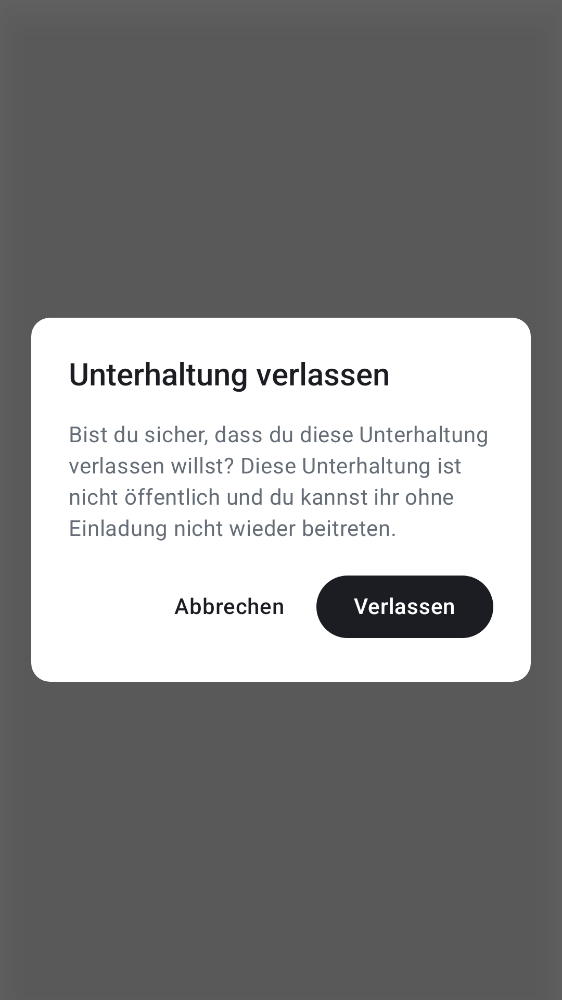 Unterhaltung verlassen
Bist du sicher, dass du diese Unterhaltung
verlassen willst? Diese Unterhaltung ist
nicht öffentlich und du kannst ihr ohne
Einladung nicht wieder beitreten.
Abbrechen
Verlassen